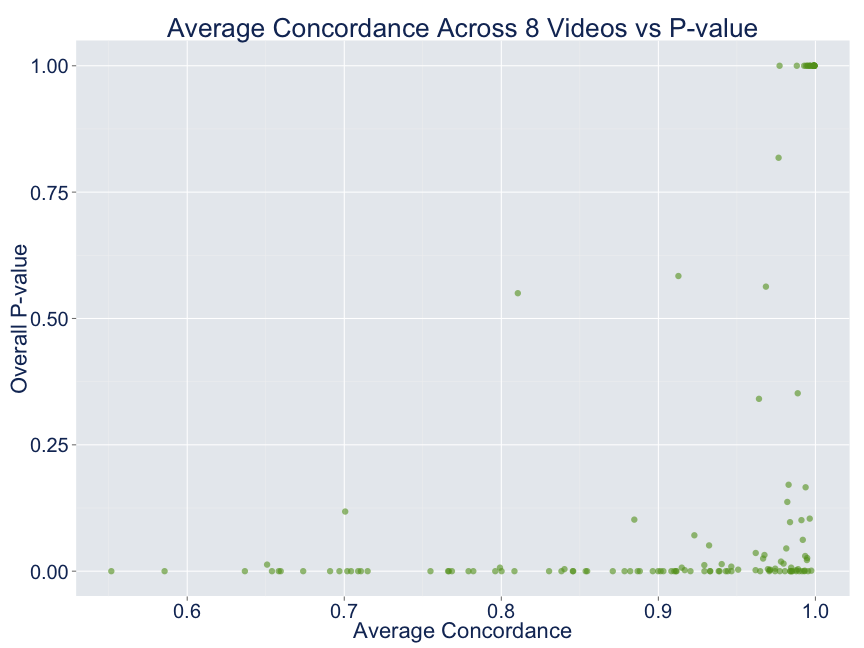 Average Concordance Across 8 Videos vs P-value
Overall P-value
1.00
0.75
0.50
0.25
0.00
0.6 0.7 0.8 0.9 1.0
Average Concordance